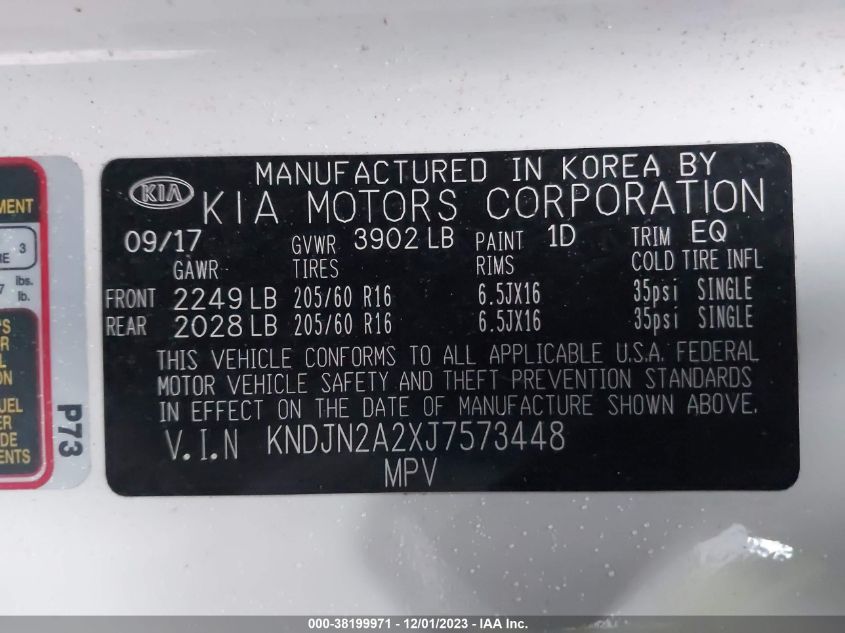 MANUFACTURED IN KOREA BY
KIA KIA MOTORS CORPORATION
09/17 GVWR 3902 LB PAINT 1D TRIM EQ
GAWR TIRES RIMS COLD TIRE INFL
FRONT 2249 LB 205/60 R16 6.5JX16 35psi SINGLE
REAR 2028 LB 205/60 R16 6.5JX16 35psi SINGLE
THIS VEHICLE CONFORMS TO ALL APPLICABLE U.S.A. FEDERAL
MOTOR VEHICLE SAFETY AND THEFT PREVENTION STANDARDS
IN EFFECT ON THE DATE OF MANUFACTURE SHOWN ABOVE.
V.I.N KNDJN2A2XJ7573448
MPV
3
lbs.
lb.
P73
000-38199971 - 12/01/2023 - IAA Inc.